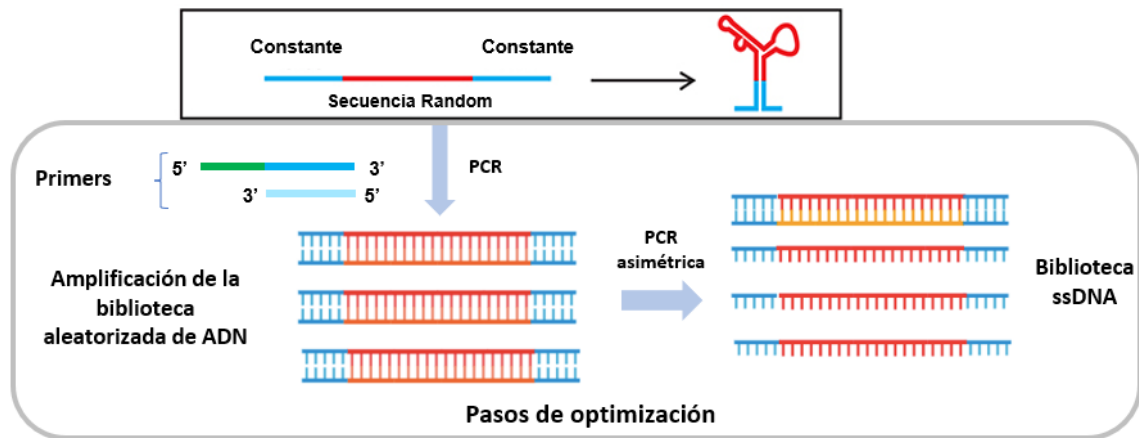 Constante
Constante
Secuencia Random
Primers
5’
3’
3’
5’
PCR
Amplificación de la
biblioteca
aleatorizada de ADN
PCR
asimétrica
Biblioteca
ssDNA
Pasos de optimización